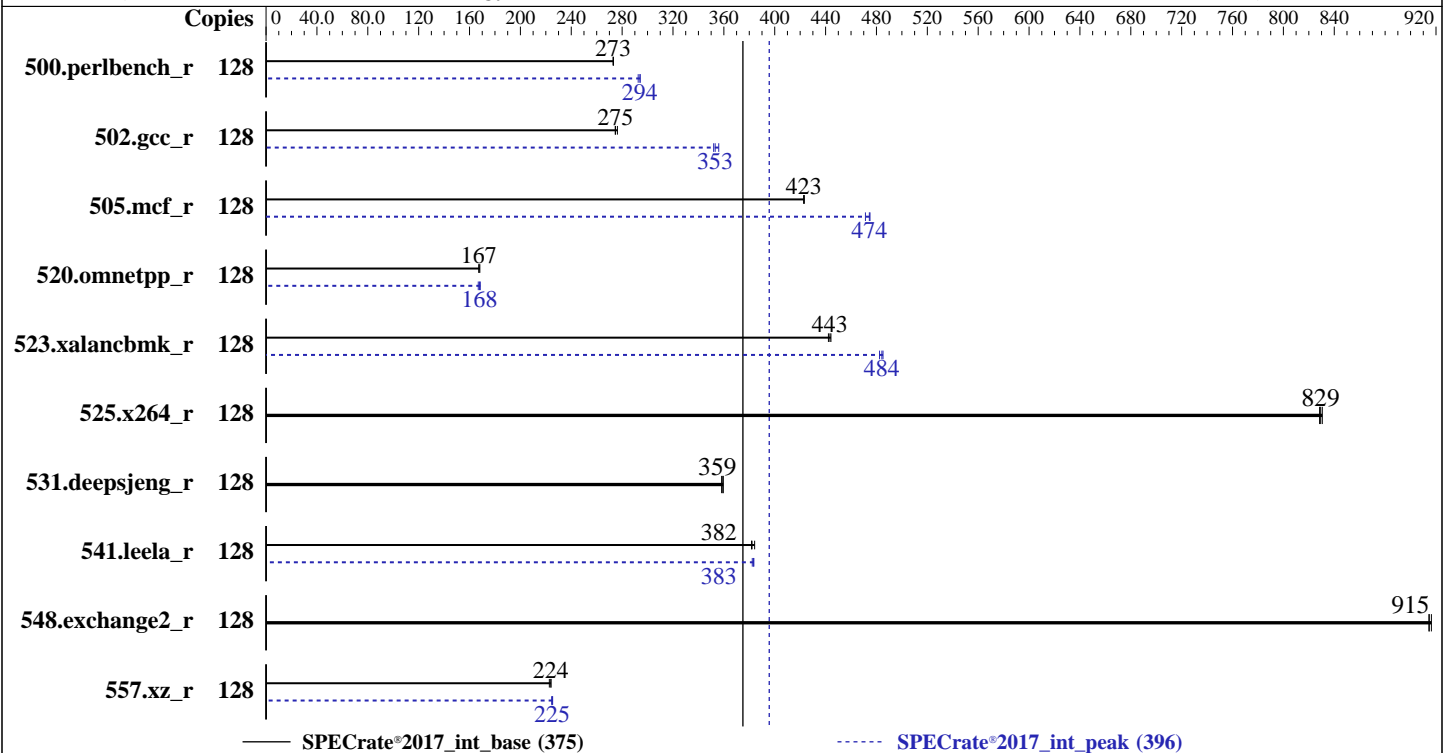 Copies 0 40.0 80.0 120 160 200 240 280 320 360 400 440 480 520 560 600 640 680 720 760 800 840 920
273
500.perlbench_r 128
294
275
502.gcc_r 128
353
423
505.mcf_r 128
474
167
520.omnetpp_r 128
168
443
523.xalancbmk_r 128
484
829
525.x264_r 128
359
531.deepsjeng_r 128
382
541.leela_r 128
383
915
548.exchange2_r 128
224
557.xz_r 128
225
SPECrate®2017_int_base (375) SPECrate®2017_int_peak (396)